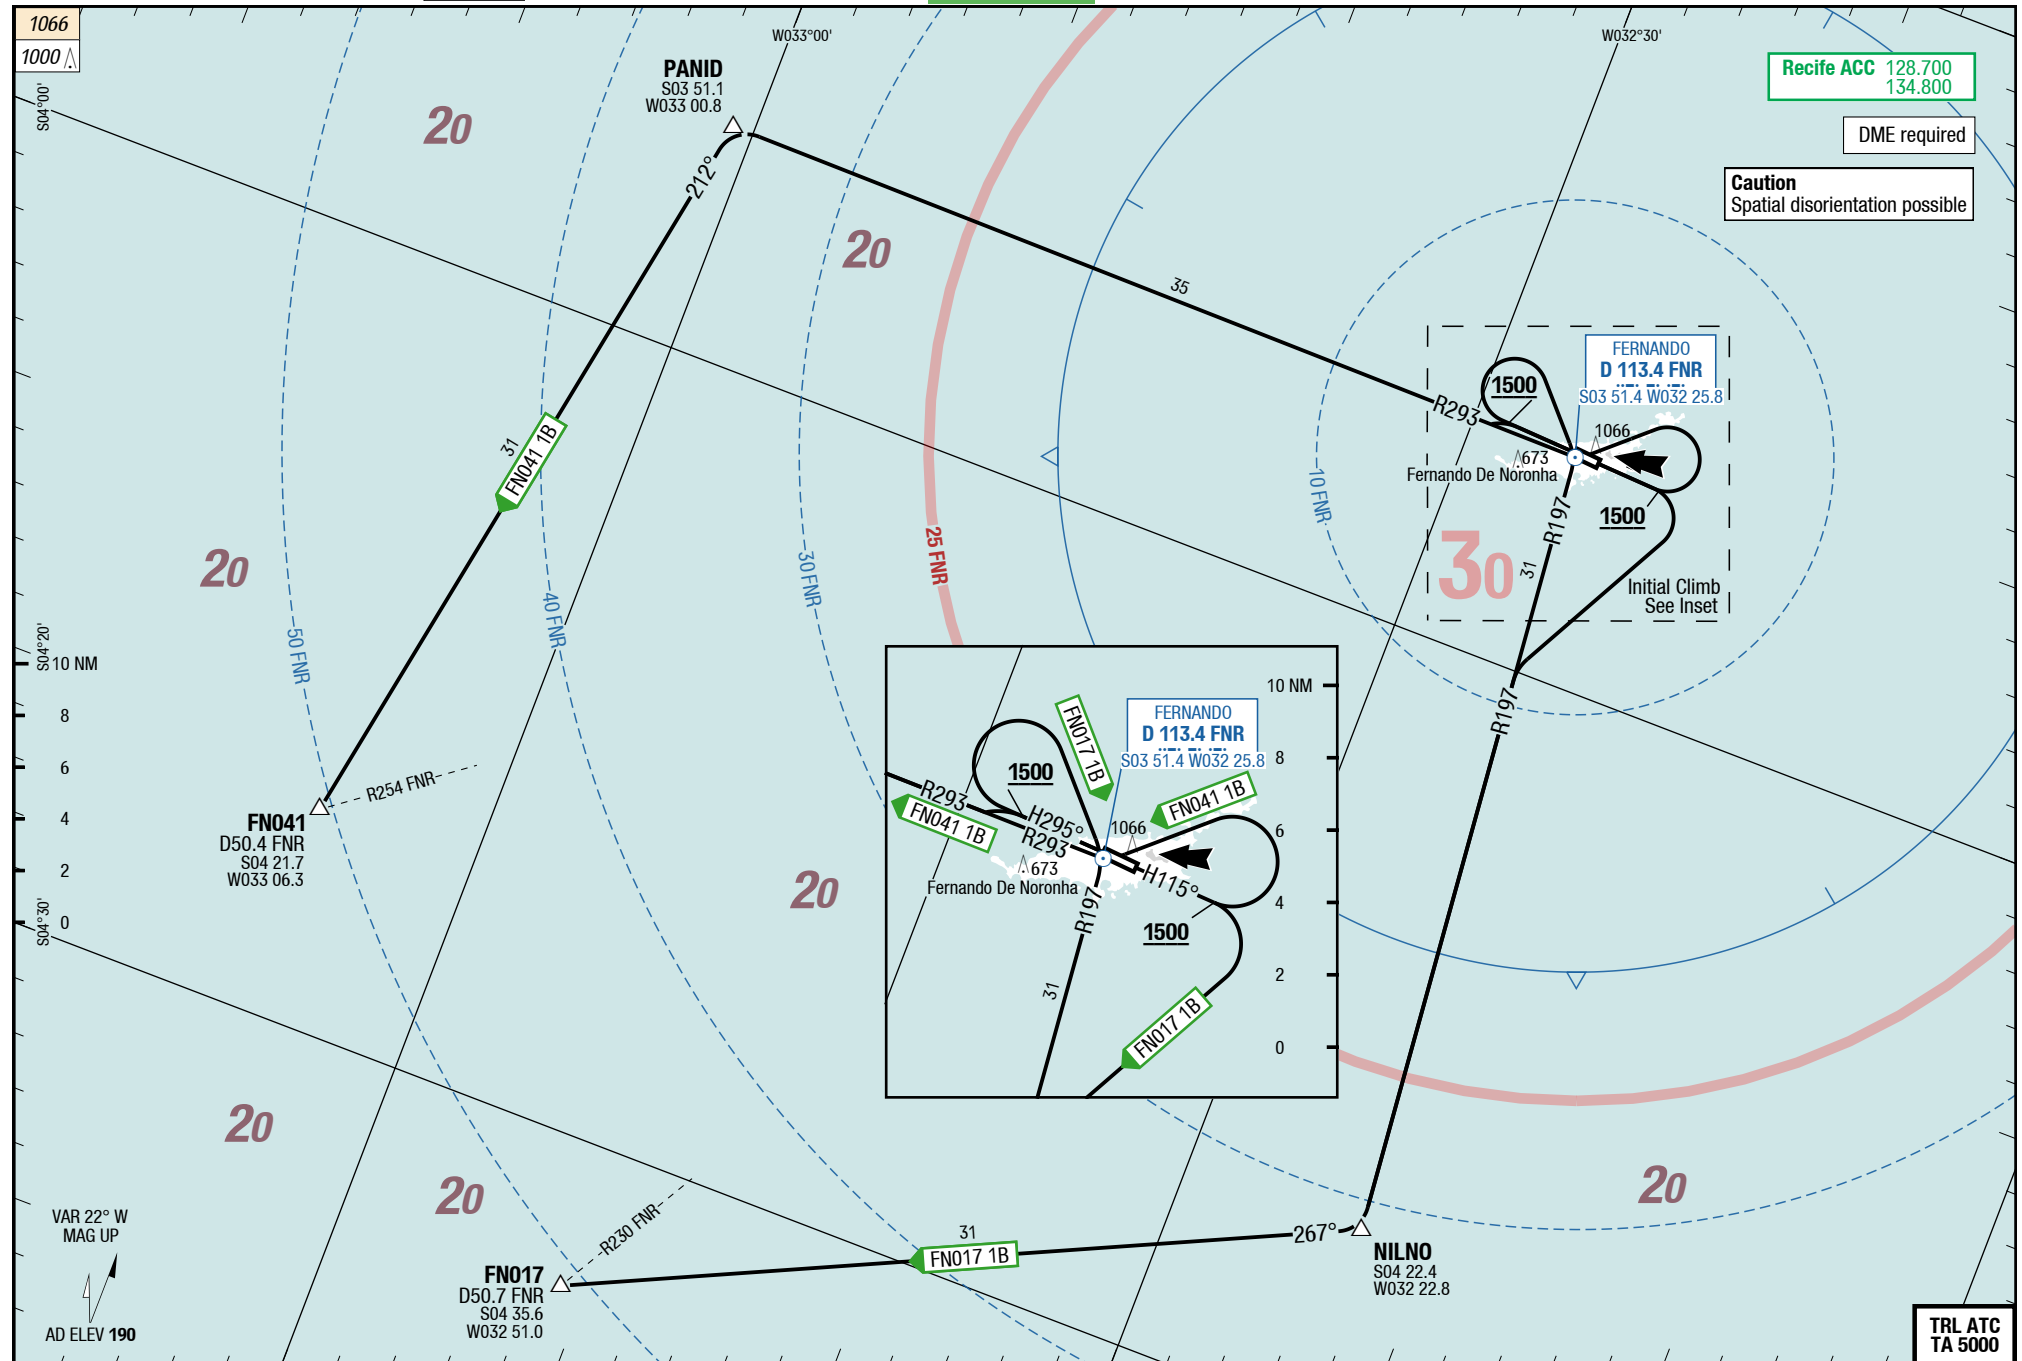 1066
1000
W033°00'
W032°30'
PANID
S03 51.1
W033 00.8
Recife ACC 128.700
134.800
DME required
Caution
Spatial disorientation possible
S04°00'
20
20
212°
35
31
FN041 1B
FERNANDO
D 113.4 FNR
S03 51.4 W032 25.8
1500
R293
1066
673
Fernando De Noronha
1500
R197
31
30
Initial Climb
See Inset
10 FNR
25 FNR
30 FNR
40 FNR
50 FNR
20
S04°20'
10 NM
8
6
4
2
0
S04°30'
R254 FNR
FN041
D50.4 FNR
S04 21.7
W033 06.3
20
R197
10 NM
8
6
4
2
0
FN017 1B
FERNANDO
D 113.4 FNR
S03 51.4 W032 25.8
1500
R293
FN041 1B
H295°
R293
FN041 1B
1066
673
Fernando De Noronha
H115°
R197
1500
31
FN017 1B
20
20
20
R230 FNR
31
FN017 1B
267°
NILNO
S04 22.4
W032 22.8
FN017
D50.7 FNR
S04 35.6
W032 51.0
VAR 22° W
MAG UP
AD ELEV 190
TRL ATC
TA 5000